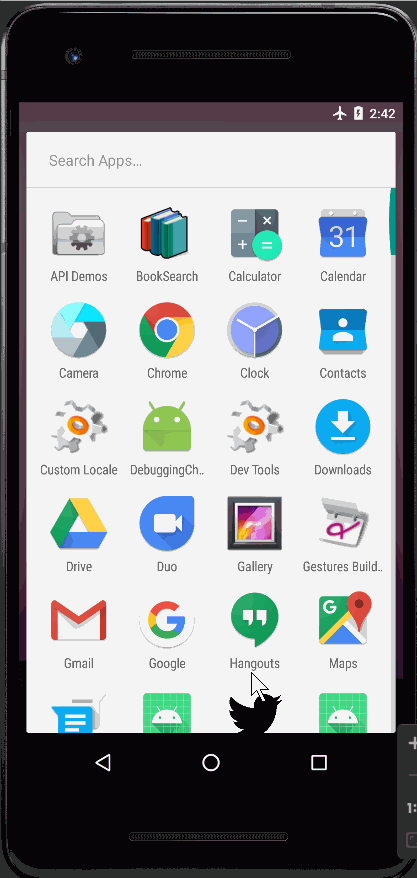 2:42
Search Apps...
31
API Demos
BookSearch
Calculator
Calendar
Camera
Chrome
Clock
Contacts
Custom Locale
DebuggingCh..
Dev Tools
Downloads
Drive
Duo
Gallery
Gestures Build..
G
G
Gmail
Google
Hangouts
Maps
1: